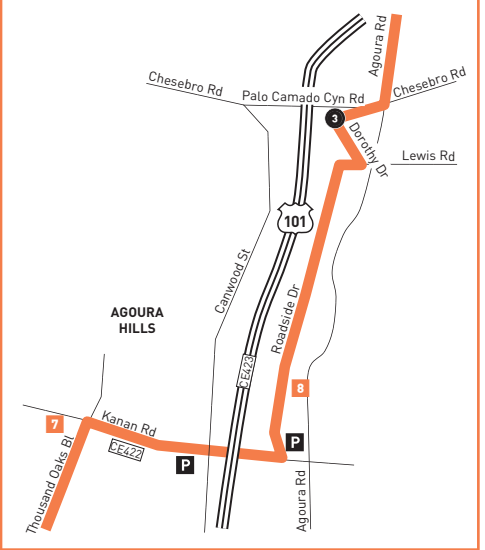 Agoura Rd
Chesebro Rd
Chesebro Rd
Palo Camado Cyn Rd
3
Dorothy Dr
Lewis Rd
101
Canwood St
AGOURA
HILLS
Roadside Dr
CE423
8
7
Kanan Rd
CE422
P
P
Thousand Oaks Bl
Agoura Rd